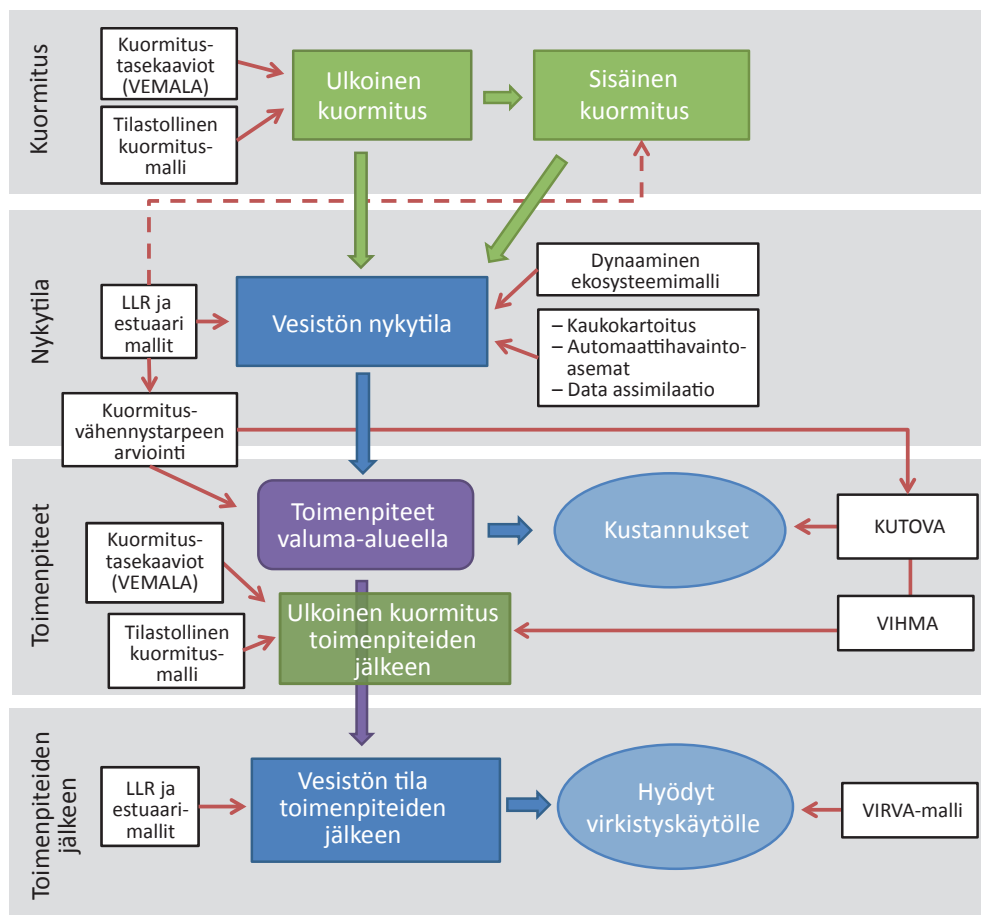 Kuormitus
Kuormitus-
tasekaaviot
(VEMALA)
Tilastollinen
kuormitus-
malli
Ulkoinen
kuormitus
Sisäinen
kuormitus
Nykytila
LLR ja
estuaari
mallit
Vesistön nykytila
Dynaaminen
ekosysteemimalli
– Kaukokartoitus
– Automaattihavainto-
asemat
– Data assimilaatio
Kuormitus-
vähennystarpeen
arviointi
Toimenpiteet
Toimenpiteet
valuma-alueella
Kustannukset
KUTOVA
Kuormitus-
tasekaaviot
(VEMALA)
Tilastollinen
kuormitus-
malli
Ulkoinen kuormitus
toimenpiteiden
jälkeen
VIHMA
Toimenpiteiden
jälkeen
LLR ja
estuaari-
mallit
Vesistön tila
toimenpiteiden
jälkeen
Hyödyt
virkistyskäytölle
VIRVA-malli